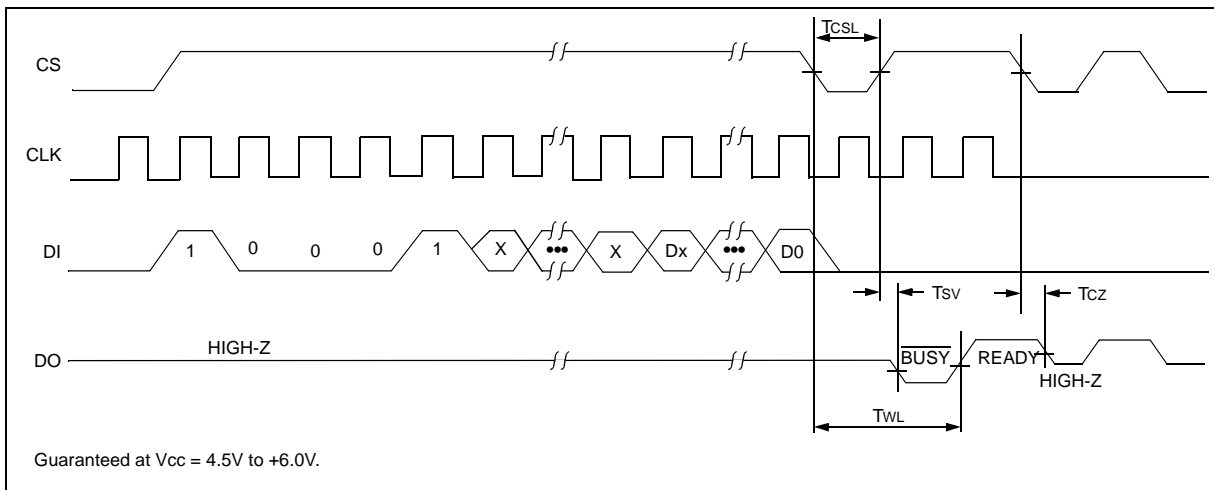 TCSL
CS
CLK
DI 1 0 0 0 1 X ••• X Dx ••• D0
TSV TCZ
HIGH-Z
DO BUSY READY
HIGH-Z
TWL
Guaranteed at Vcc = 4.5V to +6.0V.